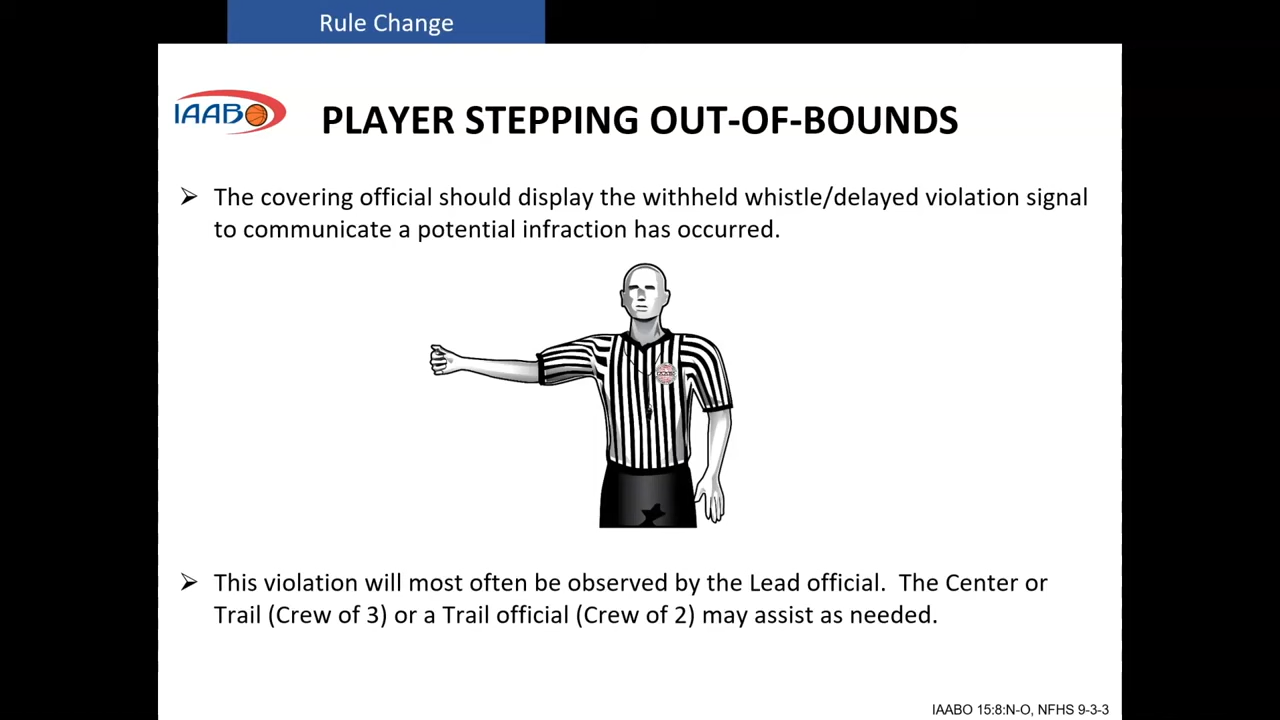 Rule Change
IAABO
PLAYER STEPPING OUT-OF-BOUNDS
➢ The covering official should display the withheld whistle/delayed violation signal
to communicate a potential infraction has occurred.
➢ This violation will most often be observed by the Lead official.  The Center or
Trail (Crew of 3) or a Trail official (Crew of 2) may assist as needed.
IAABO 15:8:N-O, NFHS 9-3-3